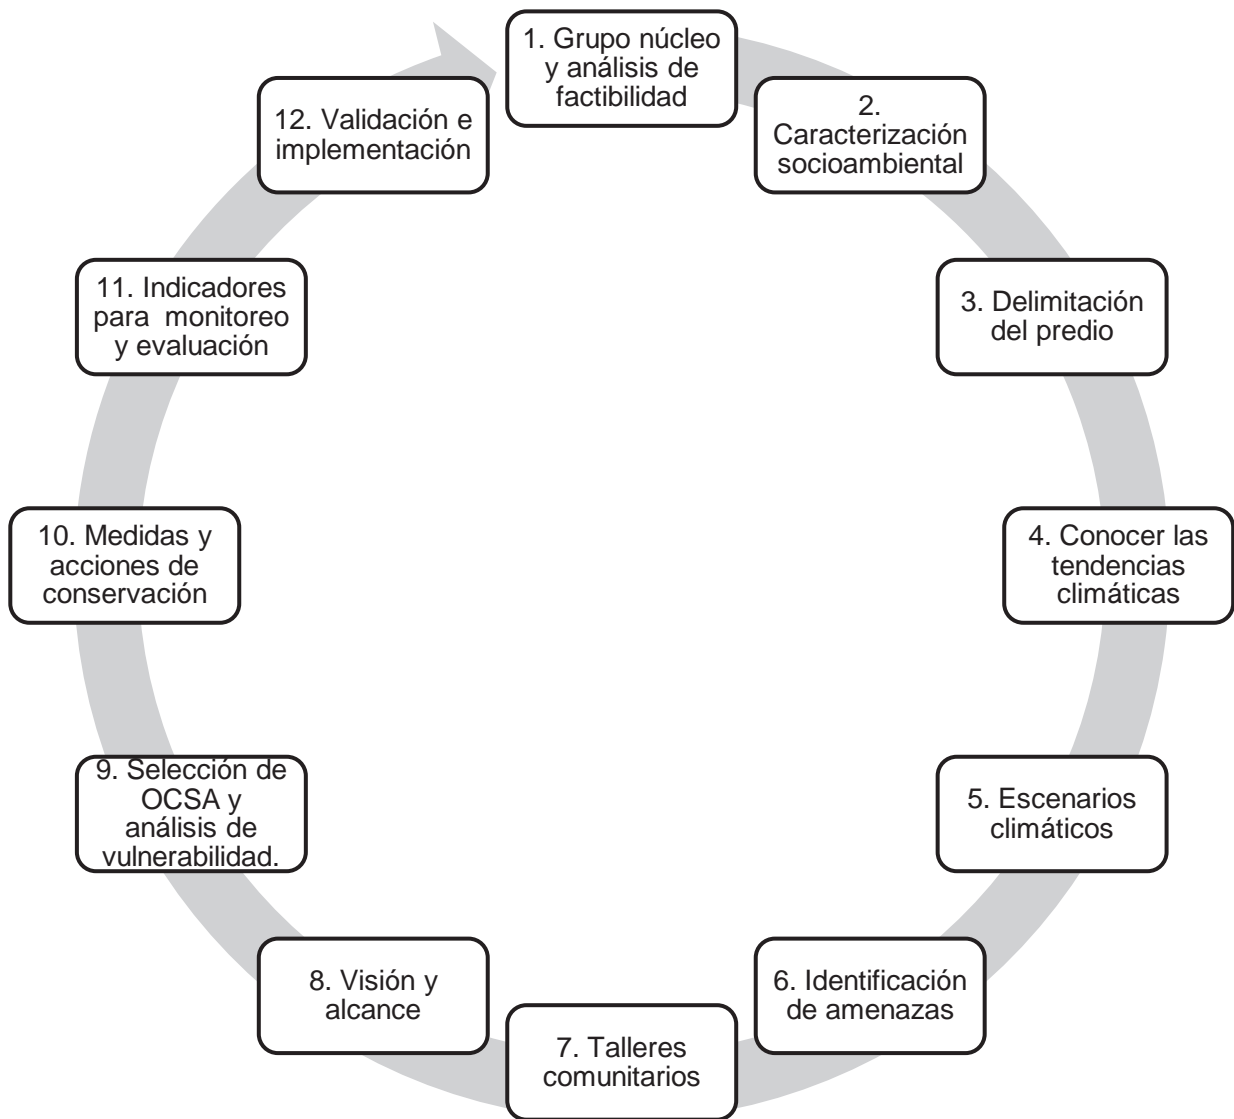 1. Grupo núcleo
y análisis de
factibilidad
2.
Caracterización
socioambiental
3. Delimitación
del predio
4. Conocer las
tendencias
climáticas
5. Escenarios
climáticos
6. Identificación
de amenazas
7. Talleres
comunitarios
8. Visión y
alcance
9. Selección de
OCSA y
análisis de
vulnerabilidad.
10. Medidas y
acciones de
conservación
11. Indicadores
para  monitoreo
y evaluación
12. Validación e
implementación